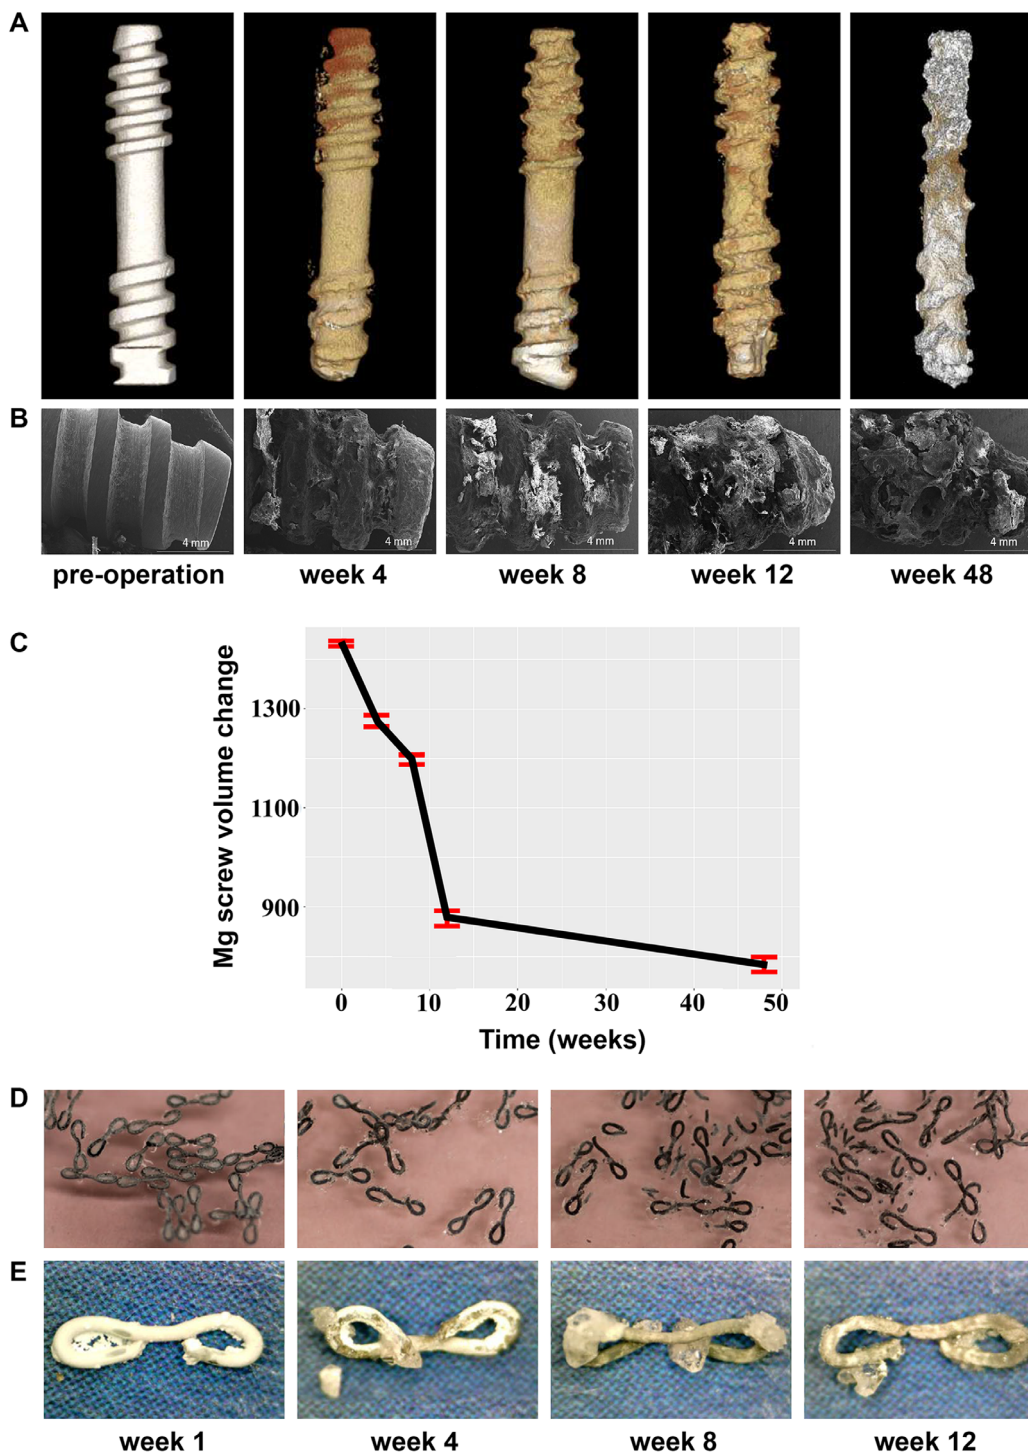 A
B
4 mm
4 mm
4 mm
4 mm
4 mm
pre-operation
week 4
week 8
week 12
week 48
C
Mg screw volume change
1300
1100
900
0
10
20
30
40
50
Time (weeks)
D
E
week 1
week 4
week 8
week 12